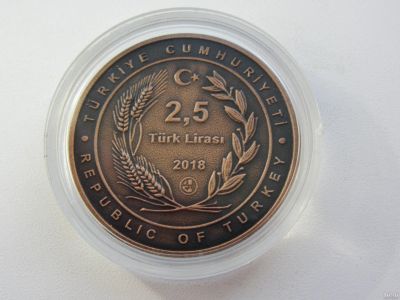 TÜRKİYE CUMHURİYETİ
2,5
Türk Lirası
2018
REPUBLIC OF TURKEY